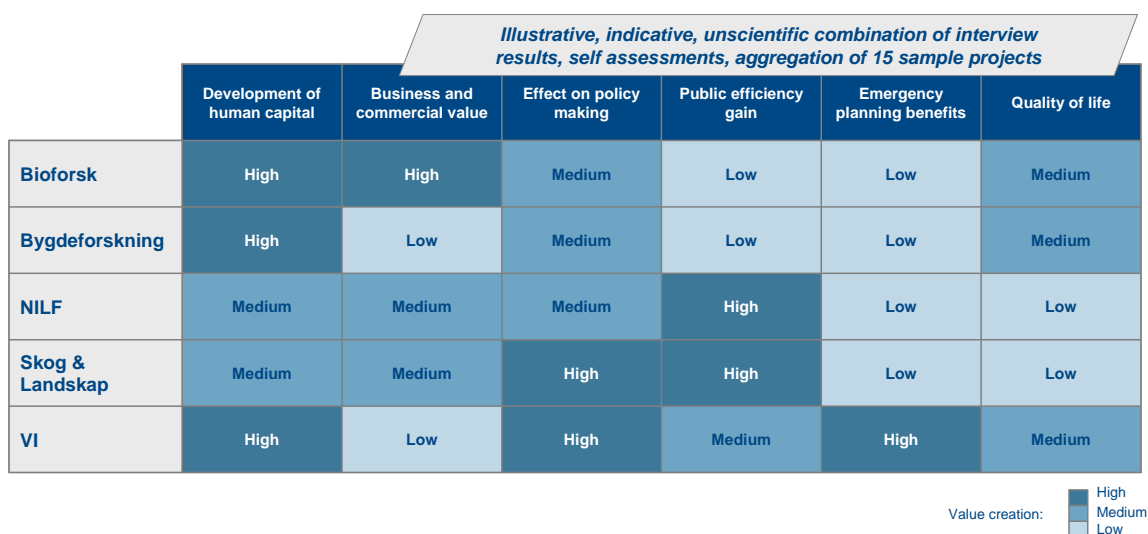 Illustrative, indicative, unscientific combination of interview
results, self assessments, aggregation of 15 sample projects
Development of human capital Business and commercial value Effect on policy making Public efficiency gain Emergency planning benefits Quality of life
Bioforsk High High Medium Low Low Medium
Bygdeforskning High Low Medium Low Low Medium
NILF Medium Medium Medium High Low Low
Skog & Landskap Medium Medium High High Low Low
VI High Low High Medium High Medium
Value creation:
High
Medium
Low